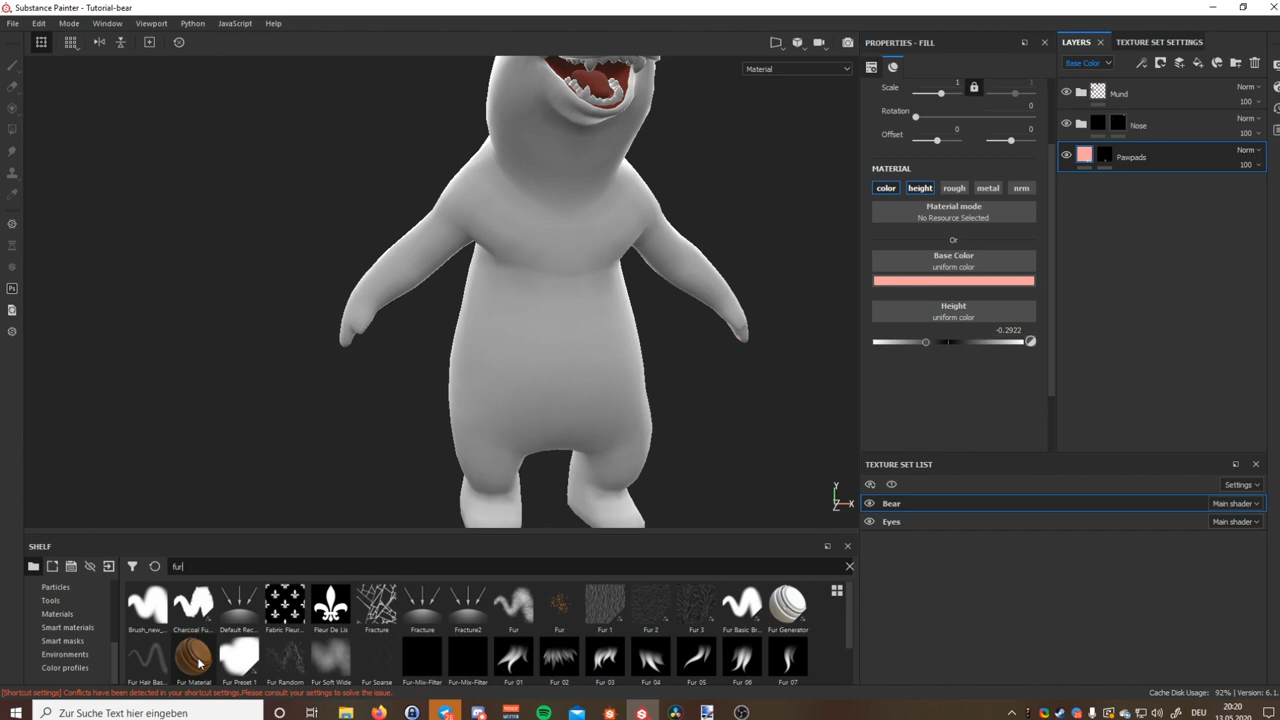 Substance Painter - Tutorial-bear
File Edit Mode Window Viewport Python JavaScript Help
Material
PROPERTIES - FILL
Scale 1 1
Rotation 0
Offset 0 0
MATERIAL
color height rough metal nrm
Material mode
No Resource Selected
Or
Base Color
uniform color
Height
uniform color
-0.2922
LAYERS TEXTURE SET SETTINGS
Base Color
Mund Norm 100
Nose Norm 100
Pawpads Norm 100
TEXTURE SET LIST
Settings
Bear Main shader
Eyes Main shader
Y
X
Z
SHELF
fur
Particles
Tools
Materials
Smart materials
Smart masks
Environments
Color profiles
Brush_new_... Charcoal Fu... Default Rac... Fabric Fleur... Fleur De Lis Fracture Fracture Fracture2 Fur Fur Fur 1 Fur 2 Fur 3 Fur Basic Br... Fur Generator
Fur Hair Bas... Fur Material Fur Preset 1 Fur Random Fur Soft Wide Fur Sparse Fur-Mix-Filter Fur-Mix-Filter Fur 01 Fur 02 Fur 03 Fur 04 Fur 05 Fur 06 Fur 07
[Shortcut settings] Conflicts have been detected in your shortcut settings.Please consult your settings to solve the issue.
Cache Disk Usage: 92% | Version: 6.1.
Zur Suche Text hier eingeben
DEU
20:20
13.05.2020